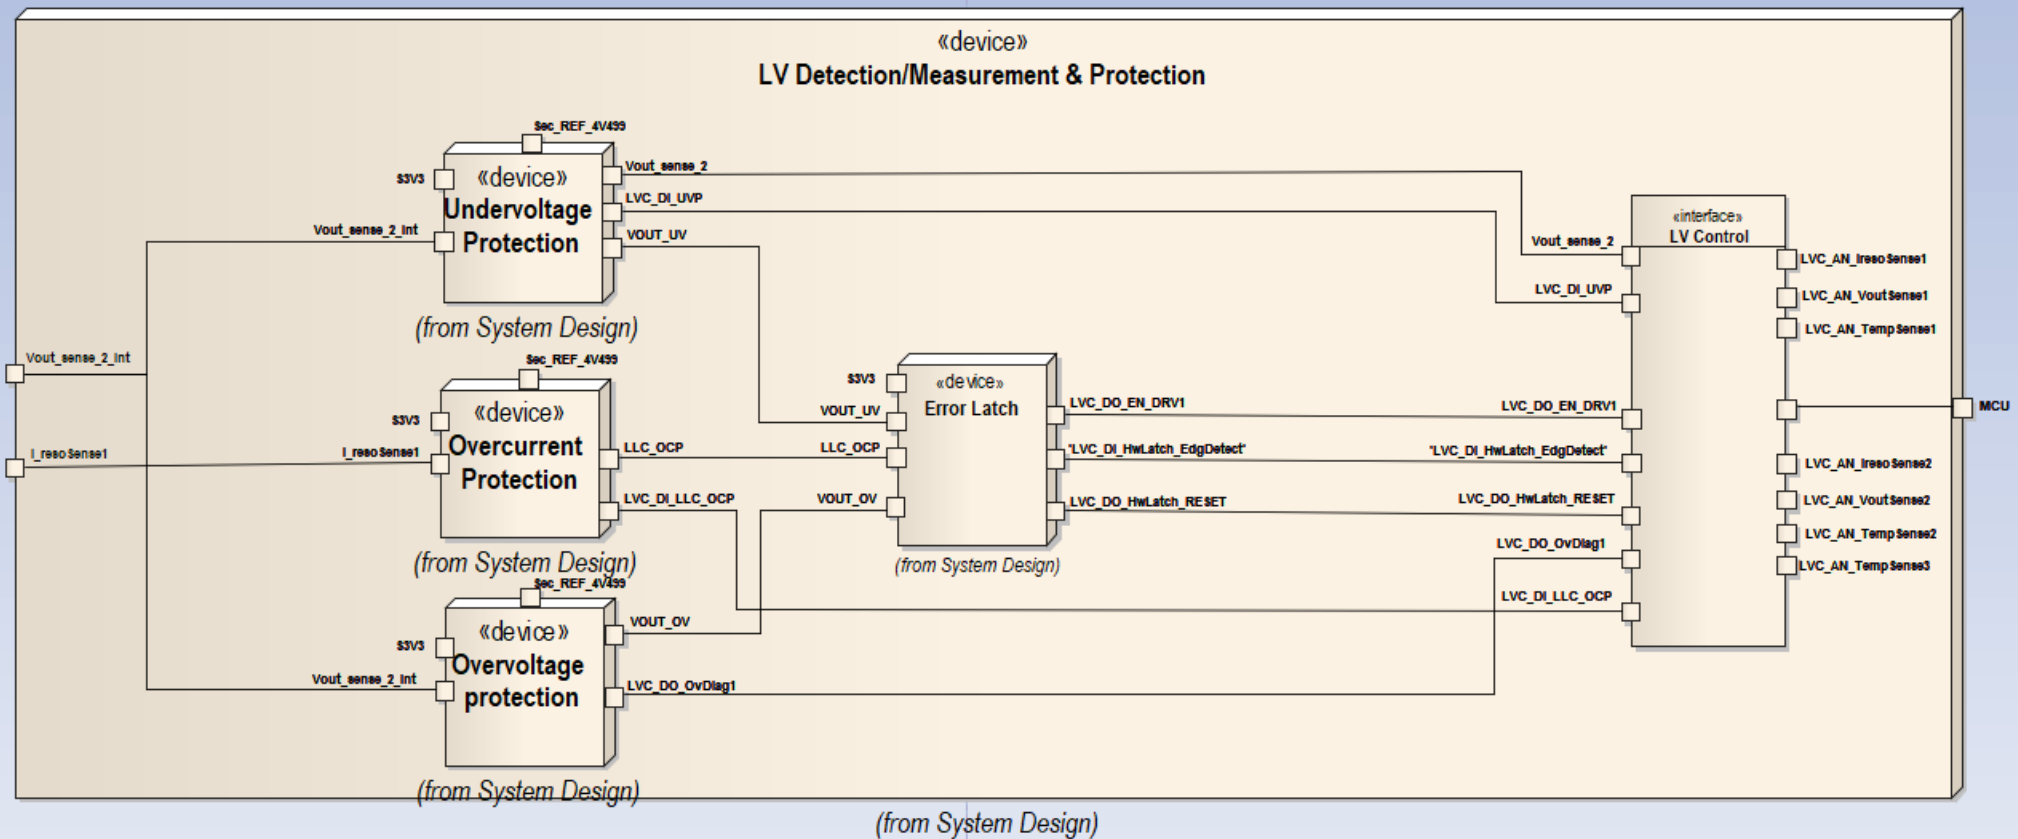 «device»
LV Detection/Measurement & Protection
Sec_REF_4V499
S3V3
«device»
Undervoltage
Protection
Vout_sense_2_Int
Vout_sense_2
LVC_DI_UVP
VOUT_UV
(from System Design)
Vout_sense_2_Int
I_resoSense1
Sec_REF_4V499
S3V3
I_resoSense1
«device»
Overcurrent
Protection
LLC_OCP
LVC_DI_LLC_OCP
(from System Design)
Sec_REF_4V499
S3V3
Vout_sense_2_Int
«device»
Overvoltage
protection
VOUT_OV
LVC_DO_OvDiag1
(from System Design)
S3V3
VOUT_UV
LLC_OCP
VOUT_OV
«device»
Error Latch
LVC_DO_EN_DRV1
"LVC_DI_HwLatch_EdgDetect"
LVC_DO_HwLatch_RESET
(from System Design)
Vout_sense_2
LVC_DI_UVP
LVC_DO_EN_DRV1
"LVC_DI_HwLatch_EdgDetect"
LVC_DO_HwLatch_RESET
LVC_DO_OvDiag1
LVC_DI_LLC_OCP
«interface»
LV Control
LVC_AN_IresoSense1
LVC_AN_VoutSense1
LVC_AN_TempSense1
MCU
LVC_AN_IresoSense2
LVC_AN_VoutSense2
LVC_AN_TempSense2
LVC_AN_TempSense3
(from System Design)